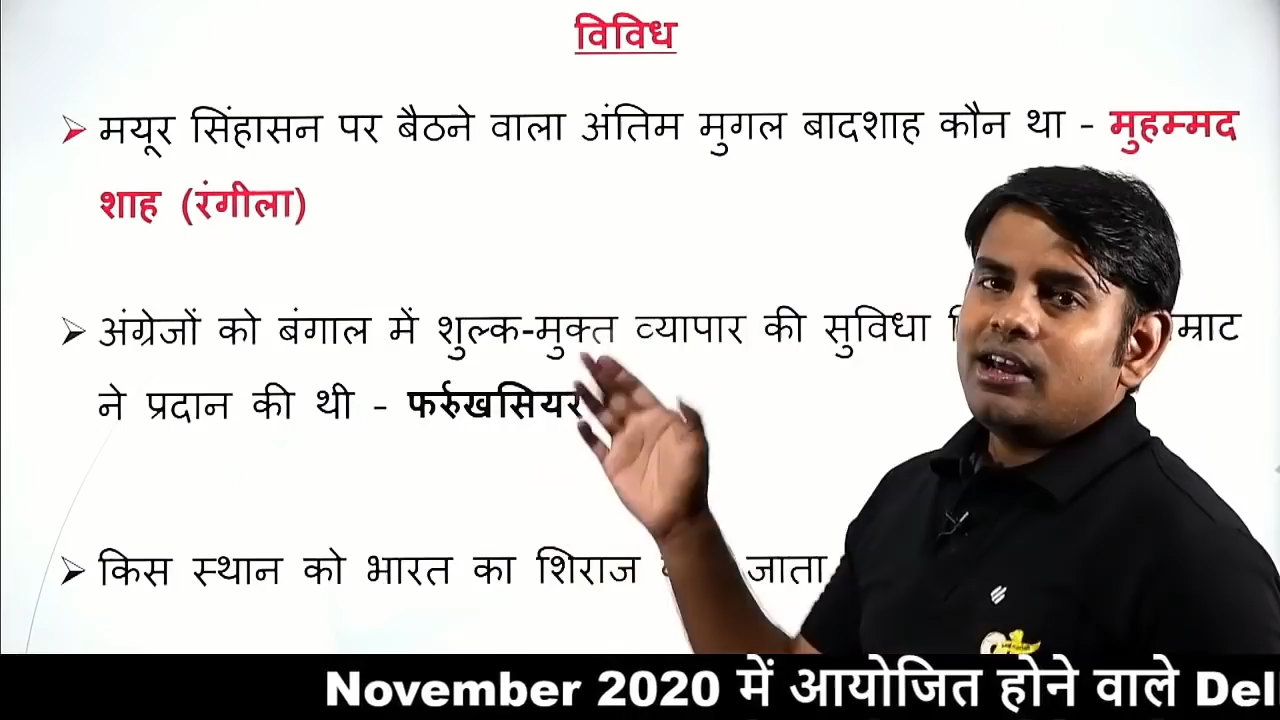 विविध
मयूर सिंहासन पर बैठने वाला अंतिम मुगल बादशाह कौन था - मुहम्मद
शाह (रंगीला)
अंग्रेजों को बंगाल में शुल्क-मुक्त व्यापार की सुविधा म्राट
ने प्रदान की थी - फर्रुखसियर
किस स्थान को भारत का शिराज जाता
November 2020 में आयोजित होने वाले Del